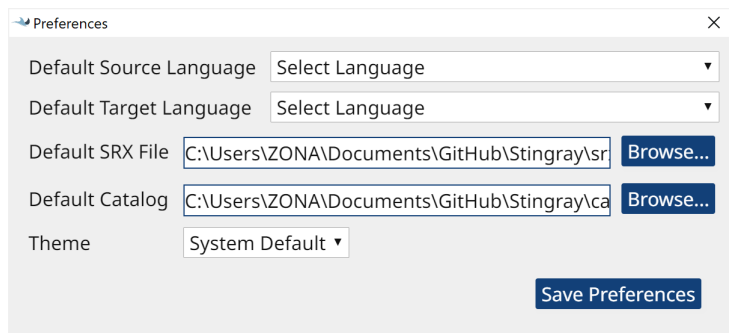 Preferences
Default Source Language Select Language
Default Target Language Select Language
Default SRX File C:\Users\ZONA\Documents\GitHub\Stingray\sr Browse...
Default Catalog C:\Users\ZONA\Documents\GitHub\Stingray\ca Browse...
Theme System Default
Save Preferences